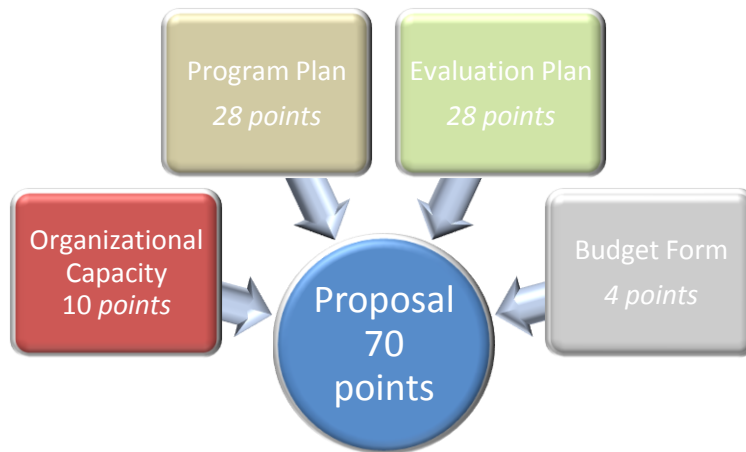 Program Plan
28 points
Evaluation Plan
28 points
Organizational
Capacity
10 points
Budget Form
4 points
Proposal
70
points